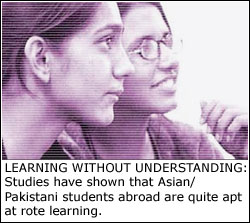 LEARNING WITHOUT UNDERSTANDING:
Studies have shown that Asian/
Pakistani students abroad are quite apt
at rote learning.